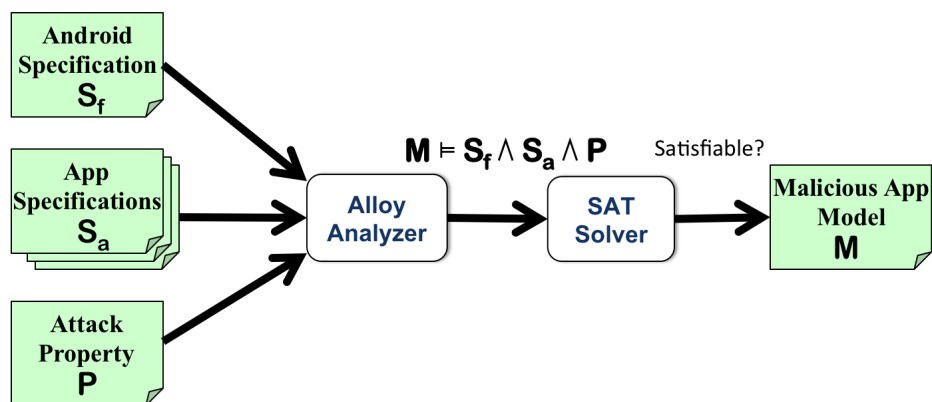 Android
Specification
Sf
App
Specifications
Sa
Attack
Property
P
Alloy
Analyzer
M ⊨ Sf ∧ Sa ∧ P
SAT
Solver
Satisfiable?
Malicious App
Model
M